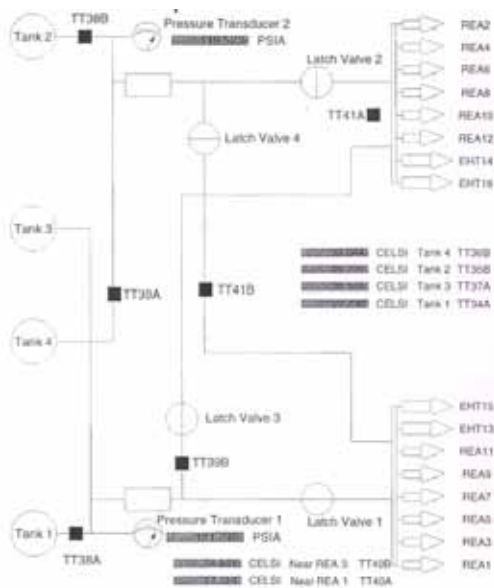 TT38B
Tank 2
Pressure Transducer 2
PSIA
Latch Valve 2
TT41A
Latch Valve 4
REA2
REA4
REA6
REA8
REA10
REA12
EHT14
EHT16
Tank 3
TT39A
TT41B
Tank 4
CELSI Tank 4 TT36B
CELSI Tank 2 TT35B
CELSI Tank 3 TT37A
CELSI Tank 1 TT34A
Latch Valve 3
TT39B
EHT15
EHT13
REA11
REA9
REA7
REA5
REA3
REA1
Tank 1
TT38A
Pressure Transducer 1
PSIA
Latch Valve 1
CELSI Near REA 3 TT40B
CELSI Near REA 1 TT40A